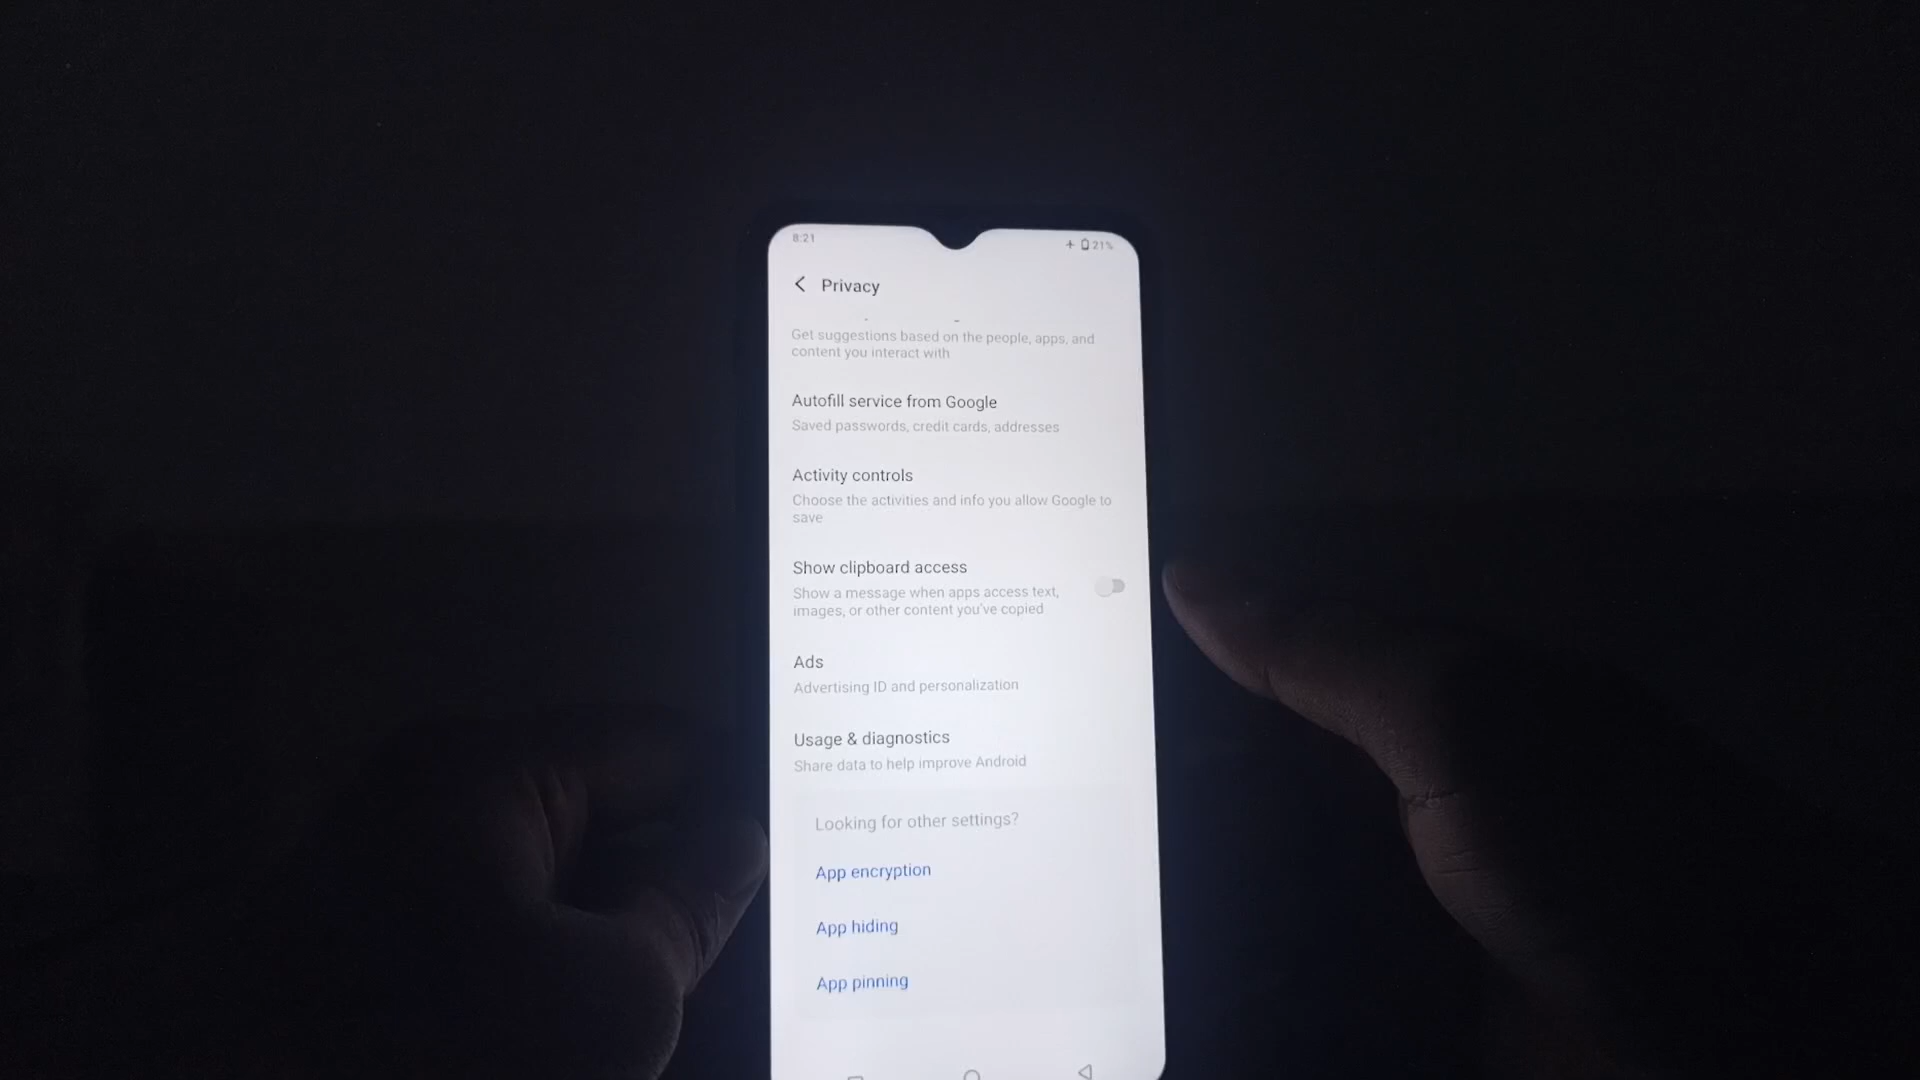 8:21
21%
Privacy
Get suggestions based on the people, apps, and
content you interact with
Autofill service from Google
Saved passwords, credit cards, addresses
Activity controls
Choose the activities and info you allow Google to
save
Show clipboard access
Show a message when apps access text,
images, or other content you've copied
Ads
Advertising ID and personalization
Usage & diagnostics
Share data to help improve Android
Looking for other settings?
App encryption
App hiding
App pinning